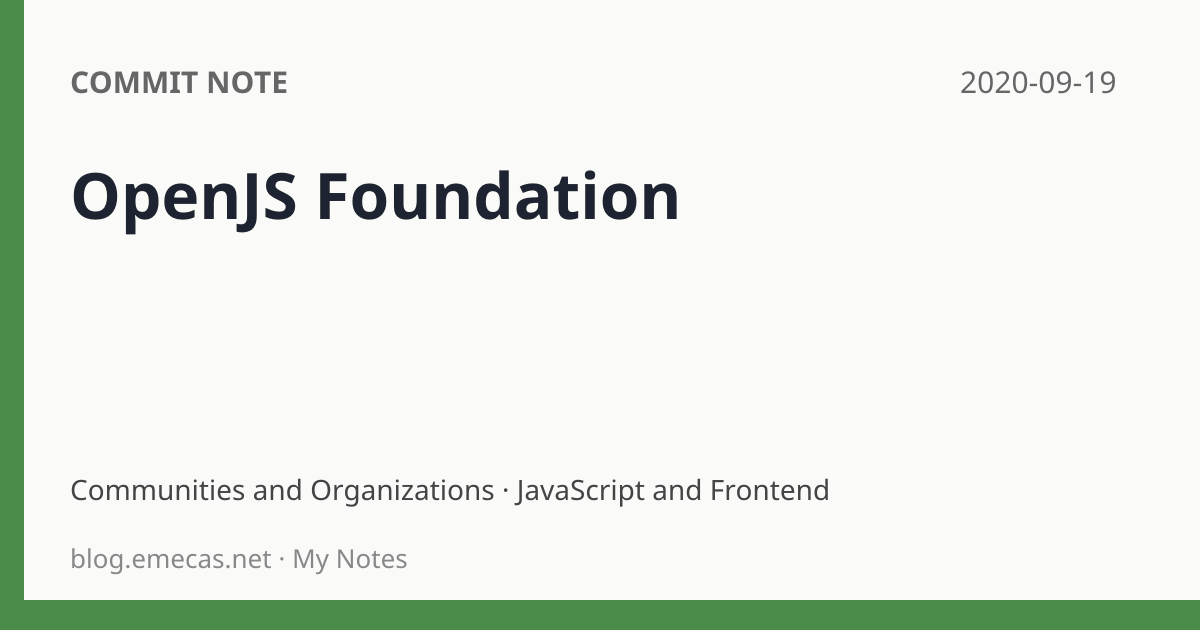 COMMIT NOTE
2020-09-19
OpenJS Foundation
Communities and Organizations · JavaScript and Frontend
blog.emecas.net · My Notes